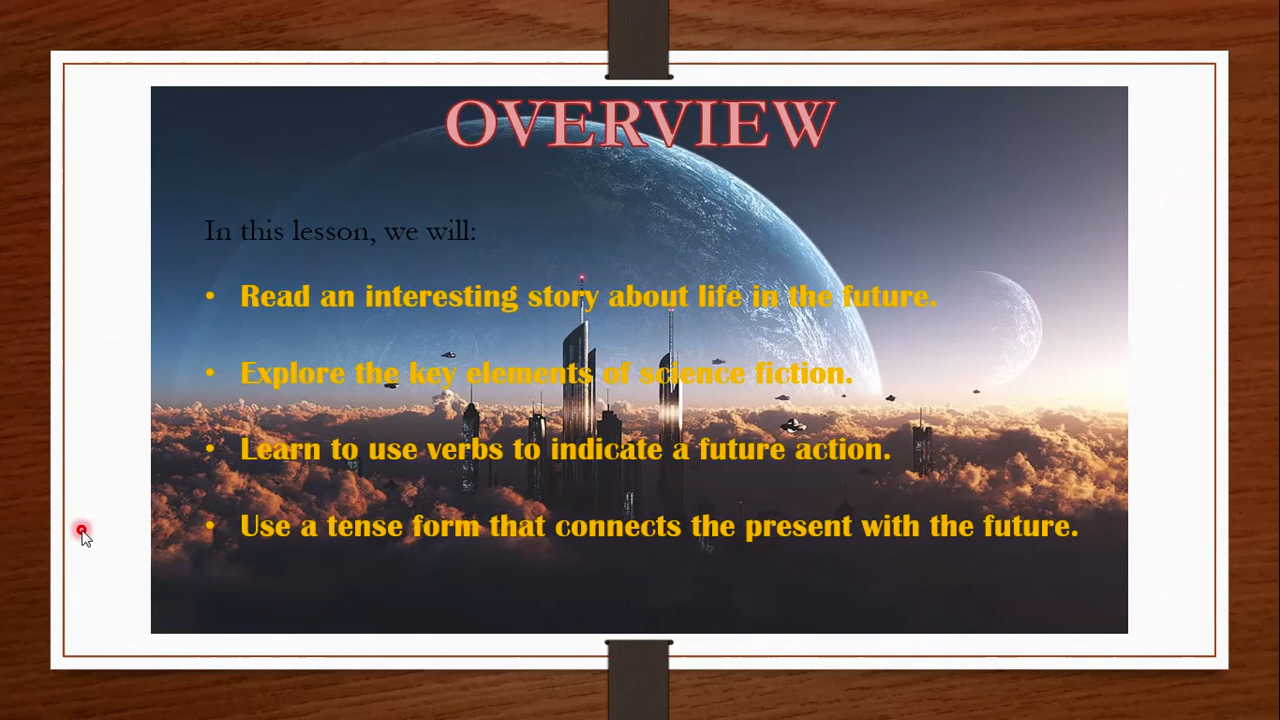 OVERVIEW
In this lesson, we will:
• Read an interesting story about life in the future.
• Explore the key elements of science fiction.
• Learn to use verbs to indicate a future action.
• Use a tense form that connects the present with the future.